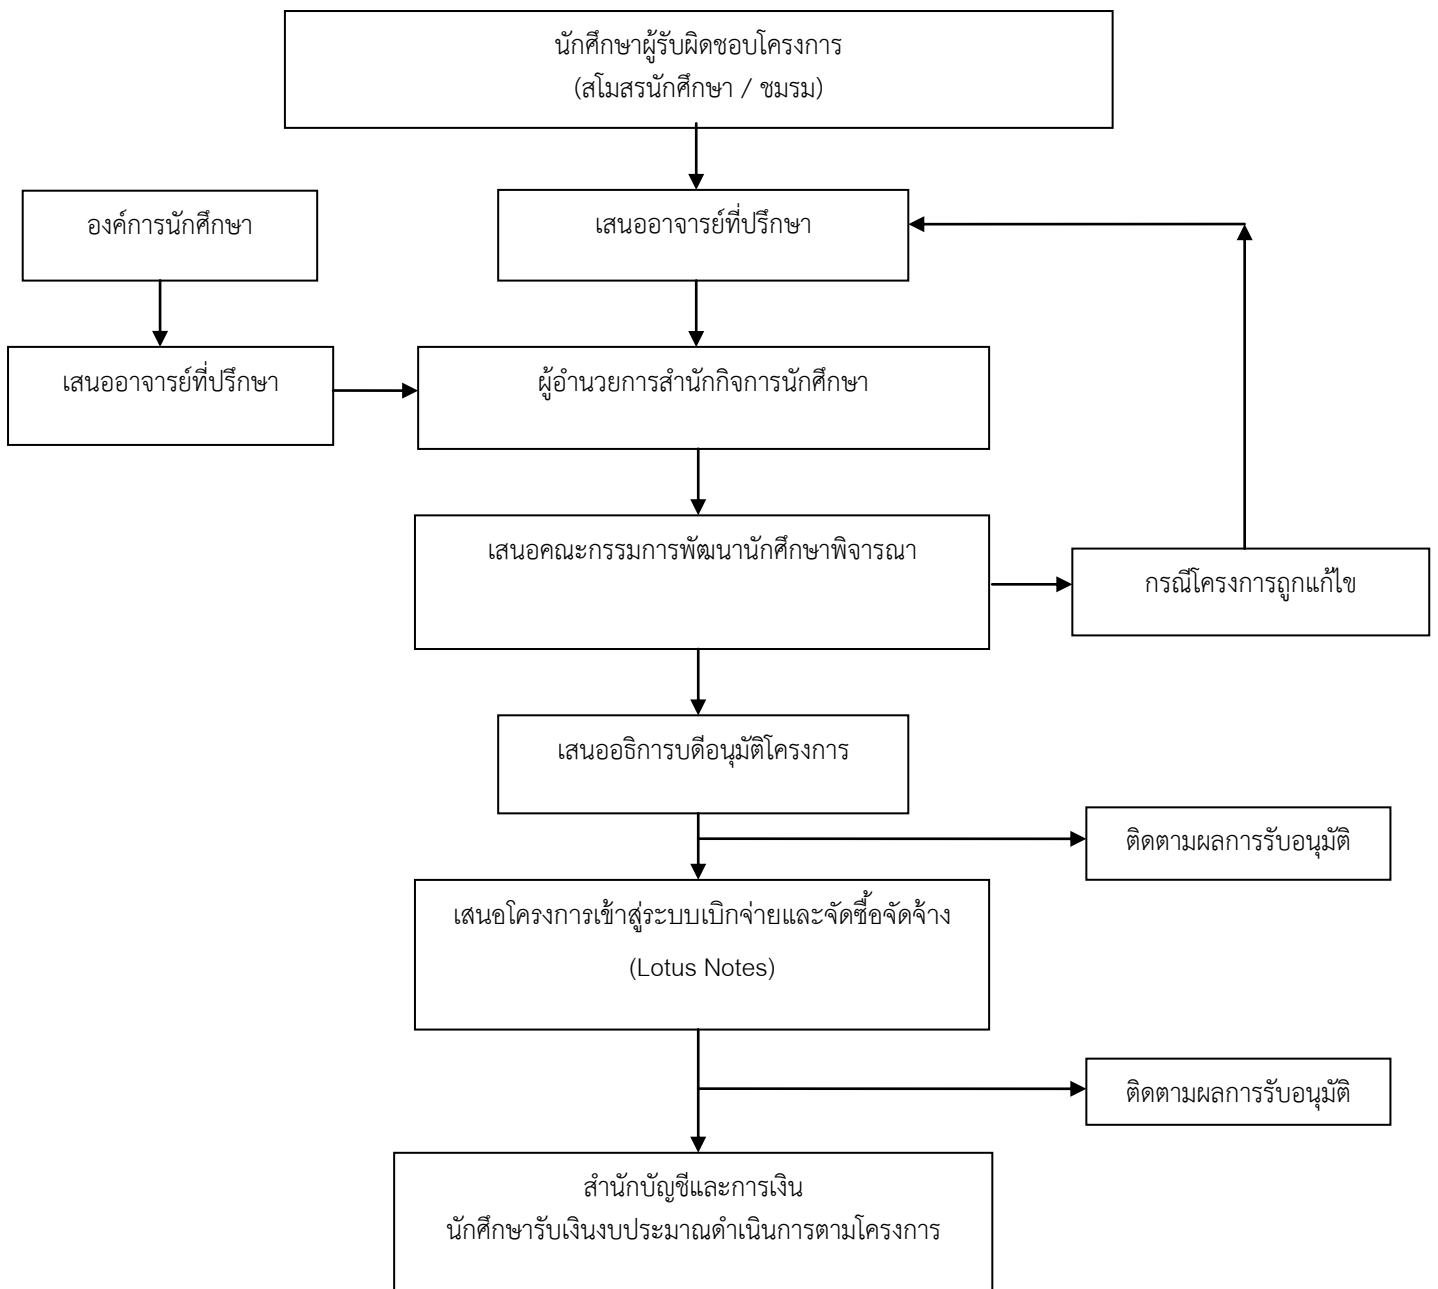 นักศึกษาผู้รับผิดชอบโครงการ
(สโมสรนักศึกษา / ชมรม)
องค์การนักศึกษา
เสนออาจารย์ที่ปรึกษา
เสนออาจารย์ที่ปรึกษา
ผู้อำนวยการสำนักกิจการนักศึกษา
เสนอคณะกรรมการพัฒนานักศึกษาพิจารณา
กรณีโครงการถูกแก้ไข
เสนออธิการบดีอนุมัติโครงการ
ติดตามผลการรับอนุมัติ
เสนอโครงการเข้าสู่ระบบเบิกจ่ายและจัดซื้อจัดจ้าง
(Lotus Notes)
ติดตามผลการรับอนุมัติ
สำนักบัญชีและการเงิน
นักศึกษารับเงินงบประมาณดำเนินการตามโครงการ